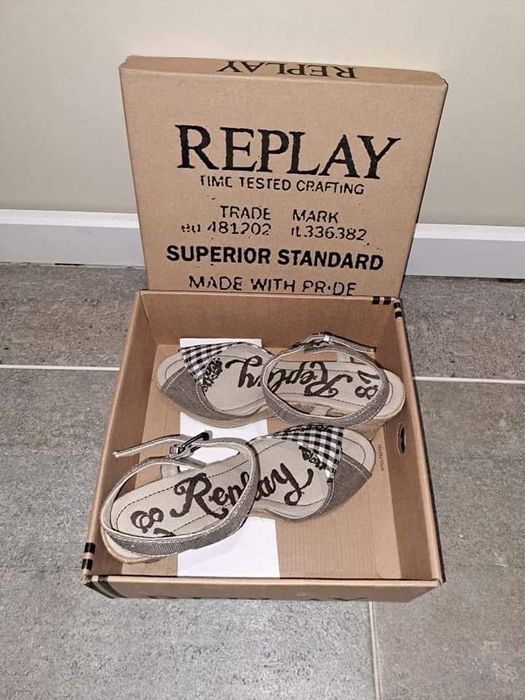 REPLAY
REPLAY
TIME TESTED CRAFTING
TRADE MARK
eu 481202 it.336382
SUPERIOR STANDARD
MADE WITH PR·DE
Replay
Replay